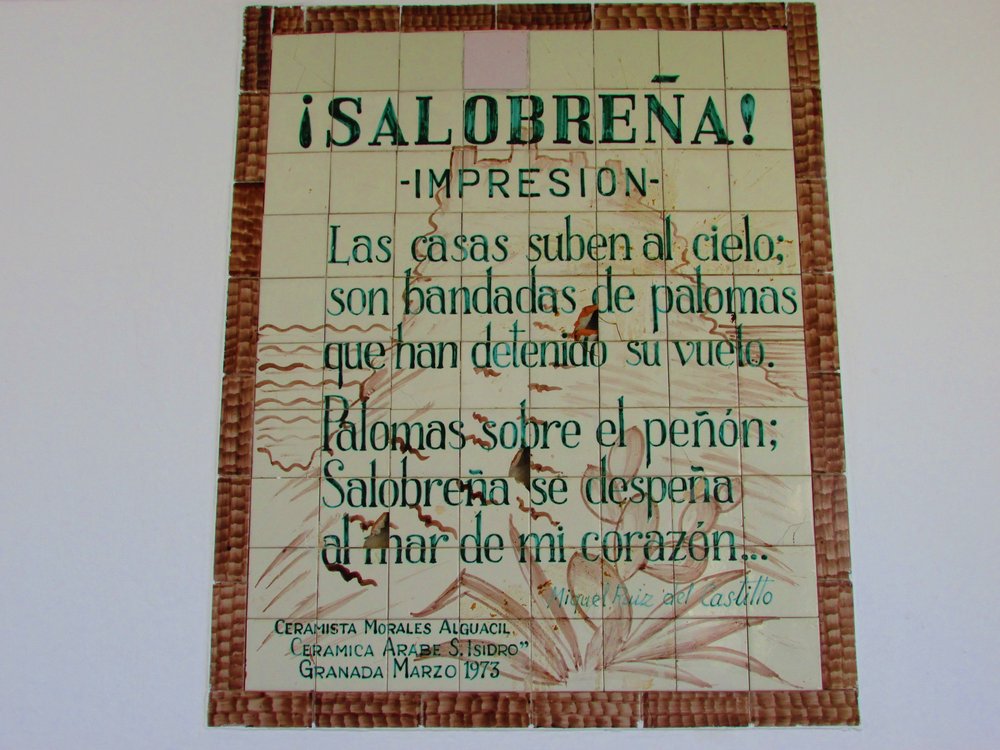 ¡SALOBREÑA!
-IMPRESION-
Las casas suben al cielo;
son bandadas de palomas
que han detenido su vuelo.
Palomas sobre el peñón;
Salobreña se despeña
al mar de mi corazón...
Miguel Ruiz del Castillo
CERAMISTA MORALES ALGUACIL.
CERAMICA ARABE S. ISIDRO”
GRANADA MARZO 1973